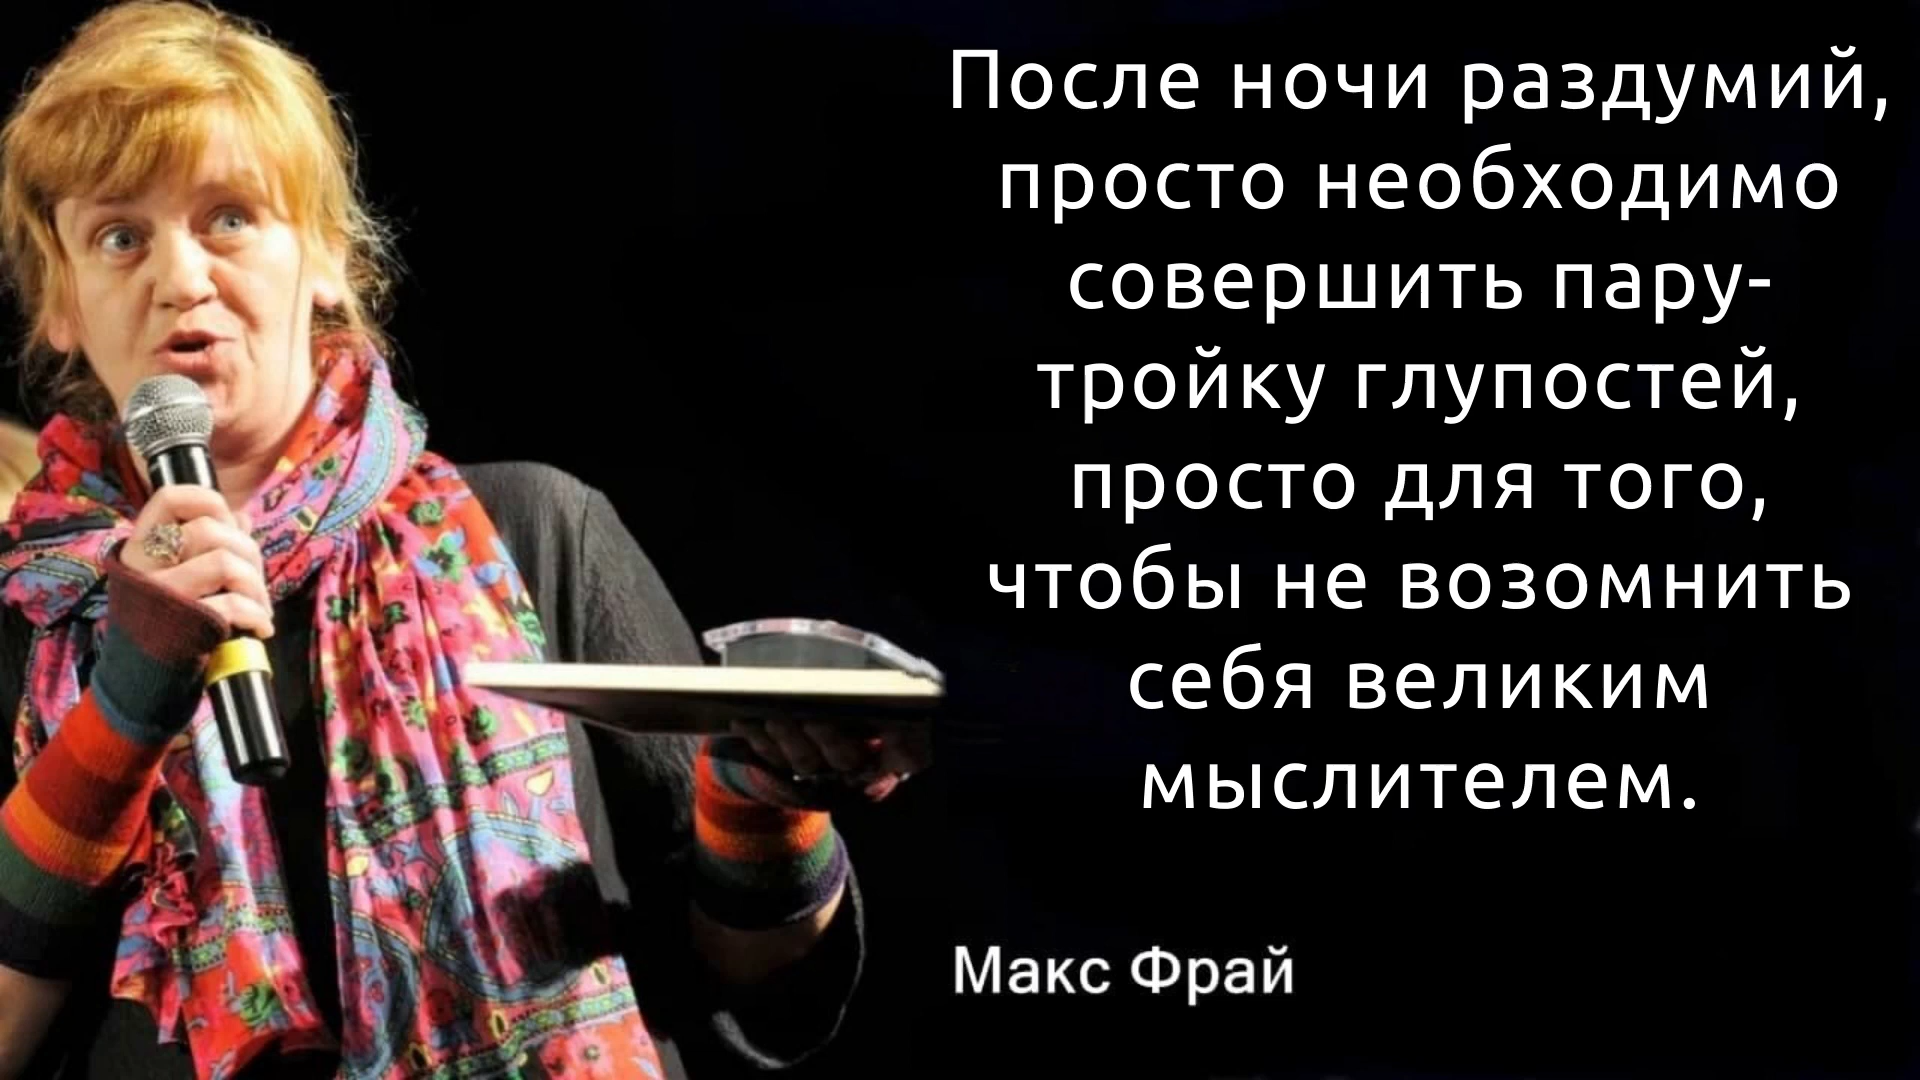 После ночи раздумий,
просто необходимо
совершить пару-
тройку глупостей,
просто для того,
чтобы не возомнить
себя великим
мыслителем.
Макс Фрай